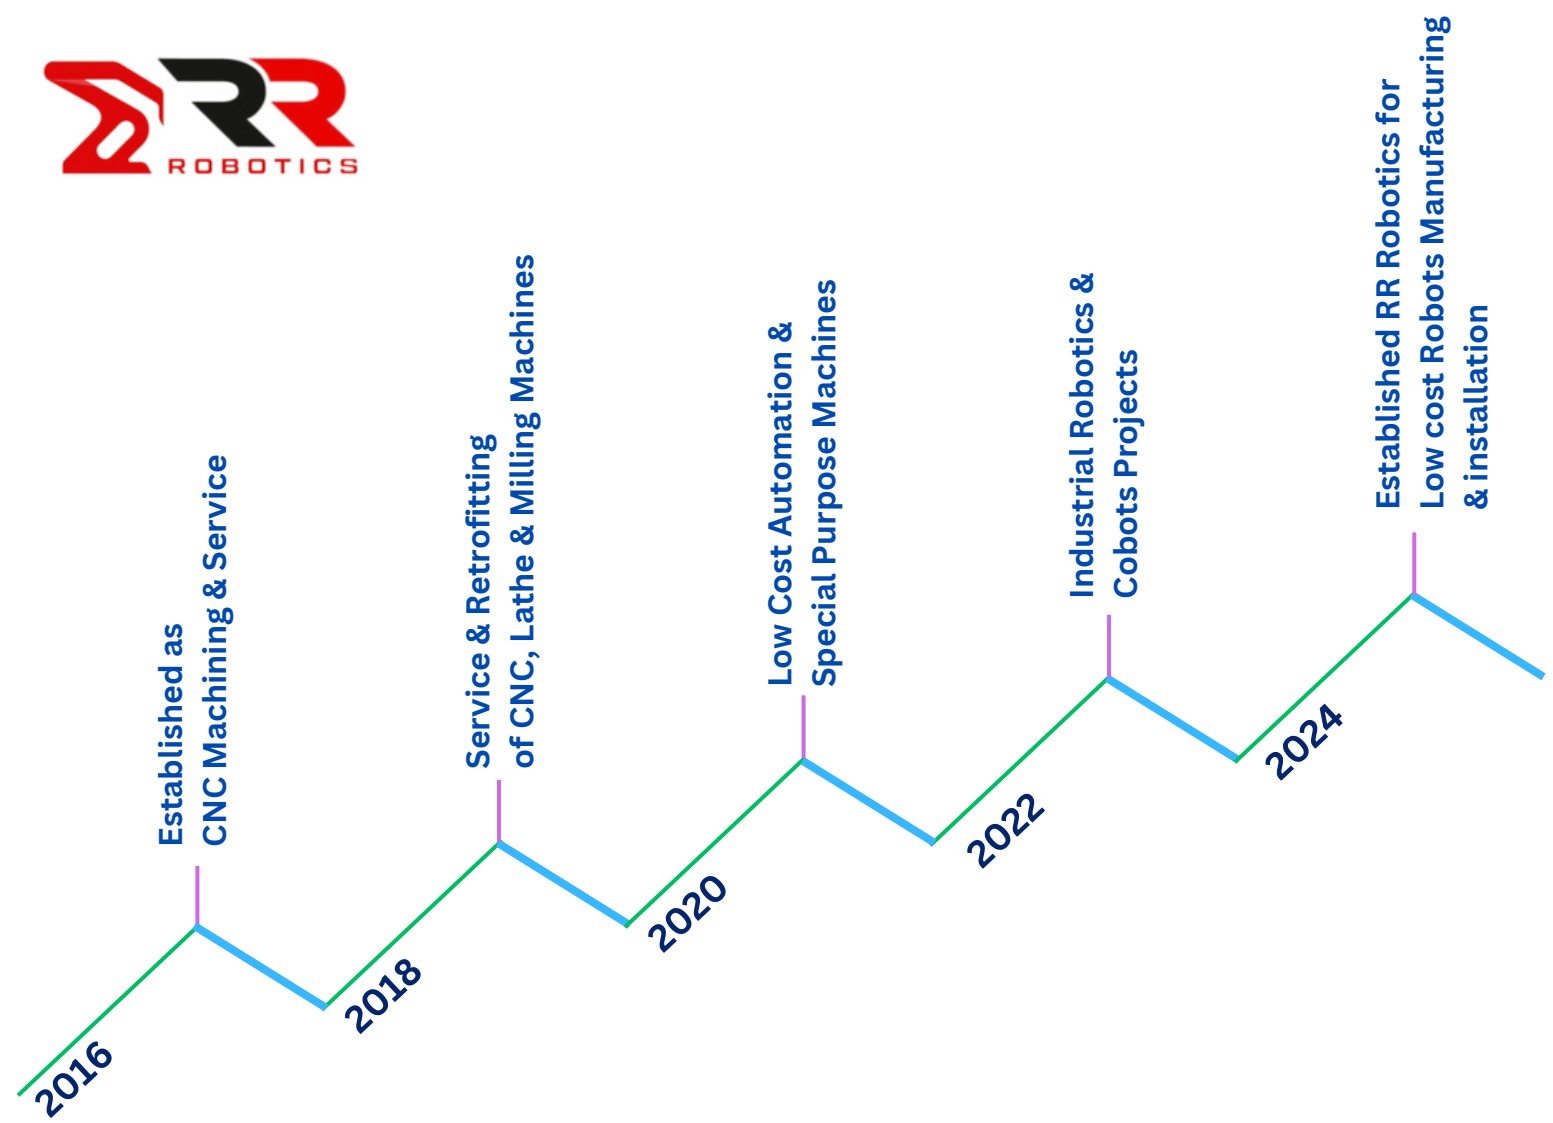 RR
ROBOTICS
2016
Established as
CNC Machining & Service
2018
Service & Retrofitting
of CNC, Lathe & Milling Machines
2020
Low Cost Automation &
Special Purpose Machines
2022
Industrial Robotics &
Cobots Projects
2024
Established RR Robotics for
Low cost Robots Manufacturing
& installation